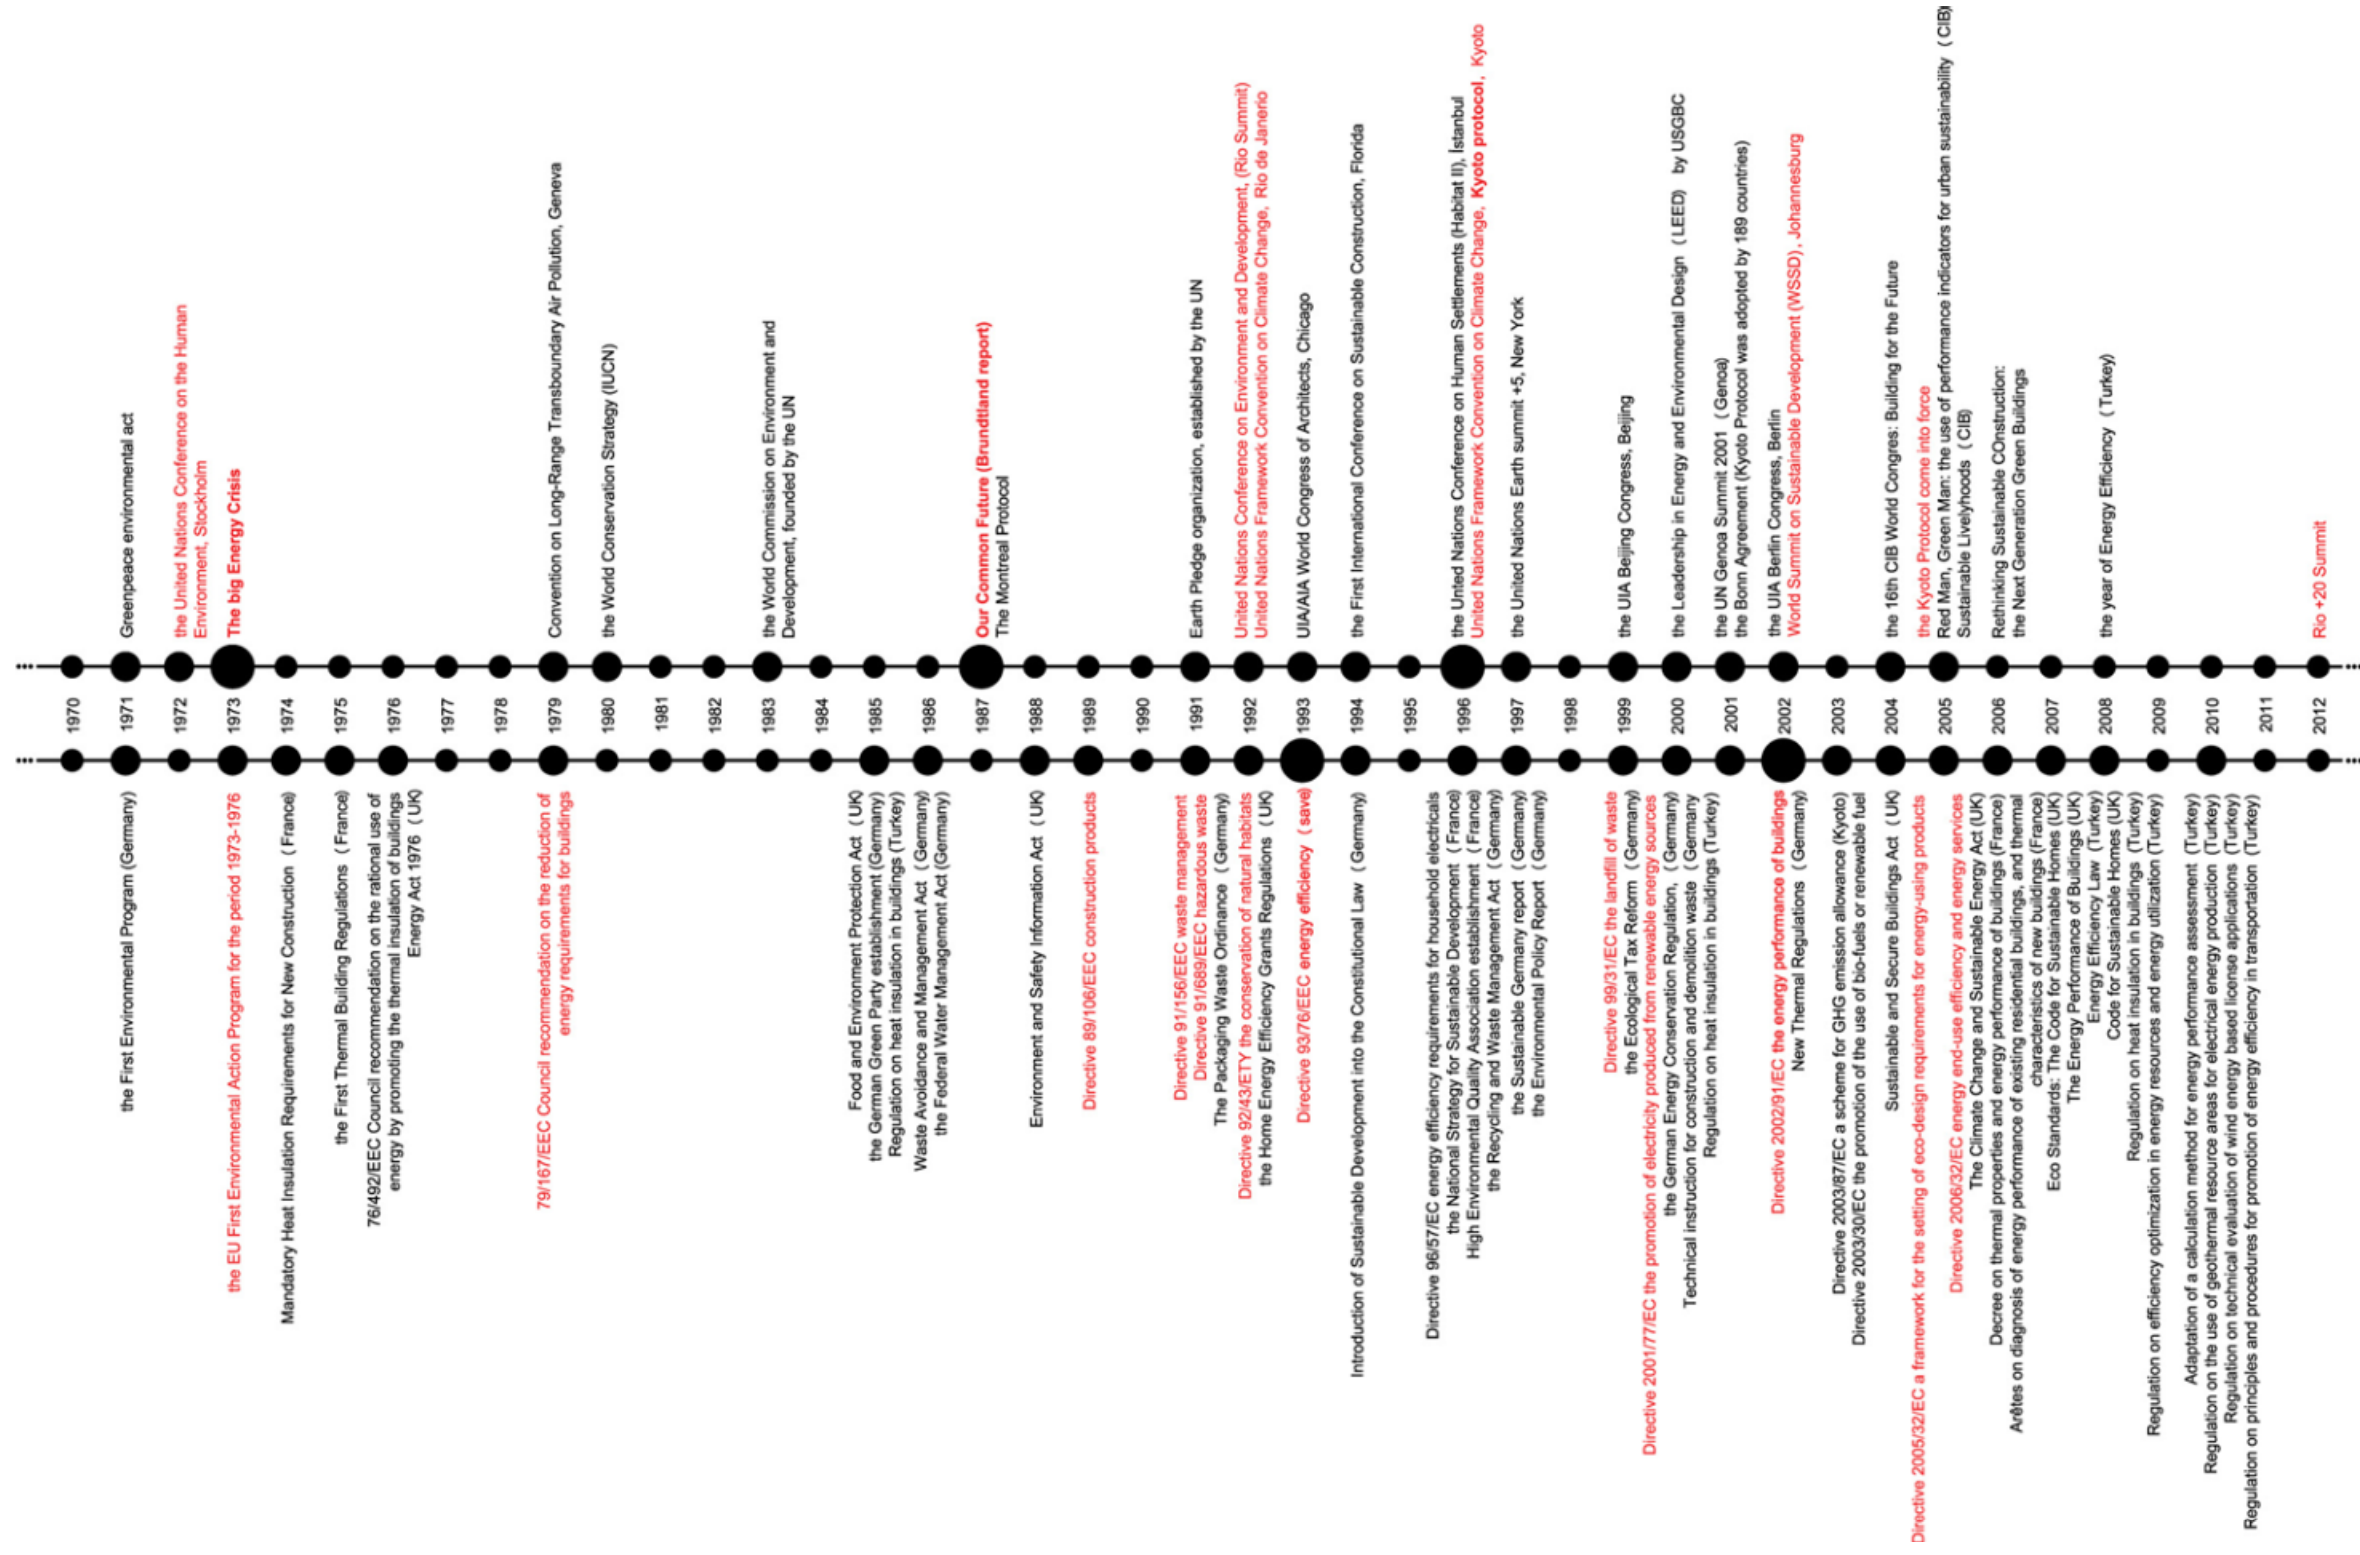 Greenpeace environmental act
the United Nations Conference on the Human
Environment, Stockholm
The big Energy Crisis
Convention on Long-Range Transboundary Air Pollution, Geneva
the World Conservation Strategy (IUCN)
the World Commission on Environment and
Development, founded by the UN
Our Common Future (Brundtland report)
The Montreal Protocol
Earth Pledge organization, established by the UN
United Nations Conference on Environment and Development, (Rio Summit)
United Nations Framework Convention on Climate Change, Rio de Janerio
UIA/AIA World Congress of Architects, Chicago
the First International Conference on Sustainable Construction, Florida
the Unted Nations Conference on Human Settlements (Habitat II), İstanbul
United Nations Framework Convention on Climate Change, Kyoto protocol, Kyoto
the United Nations Earth summit +5, New York
the UIA Beijing Congress, Beijing
the Leadership in Energy and Environmental Design (LEED) by USGBC
the UN Genoa Summit 2001 (Genoa)
the Bonn Agreement (Kyoto Protocol was adopted by 189 countries)
the UIA Berlin Congress, Berlin
World Summit on Sustainable Development (WSSD), Johannesburg
the 16th CIB World Congres: Building for the Future
the Kyoto Protocol come into force
Red Man, Green Man: the use of performance indicators for urban sustainability (CIB)
Sustainable Livelyhoods (CIB)
Rethinking Sustainable COnstruction:
the Next Generation Green Buildings
the year of Energy Efficiency (Turkey)
Rio +20 Summit
1970
1971
1972
1973
1974
1975
1976
1977
1978
1979
1980
1981
1982
1983
1984
1985
1986
1987
1988
1989
1990
1991
1992
1993
1994
1995
1996
1997
1998
1999
2000
2001
2002
2003
2004
2005
2006
2007
2008
2009
2010
2011
2012
the First Environmental Program (Germany)
the EU First Environmental Action Program for the period 1973-1976
Mandatory Heat Insulation Requirements for New Construction (France)
the First Thermal Building Regulations (France)
76/492/EEC Council recommendation on the rational use of
energy by promoting the thermal insulation of buildings
Energy Act 1976 (UK)
79/167/EEC Council recommendation on the reduction of
energy requirements for buildings
Food and Environment Protection Act (UK)
the German Green Party establishment (Germany)
Regulation on heat insulation in buildings (Turkey)
Waste Avoidance and Management Act (Germany)
the Federal Water Management Act (Germany)
Environment and Safety Information Act (UK)
Directive 89/106/EEC construction products
Directive 91/156/EEC waste management
Directive 91/689/EEC hazardous waste
The Packaging Waste Ordinance (Germany)
Directive 92/43/ETY the conservation of natural habitats
the Home Energy Efficiency Grants Regulations (UK)
Directive 93/76/EEC energy efficiency (save)
Introduction of Sustainable Development into the Constitutional Law (Germany)
Directive 96/57/EC energy efficiency requirements for household electricals
the National Strategy for Sustainable Development (France)
High Environmental Quality Association establishment (France)
the Recycling and Waste Management Act (Germany)
the Sustainable Germany report (Germany)
the Environmental Policy Report (Germany)
Directive 99/31/EC the landfill of waste
the Ecological Tax Reform (Germany)
Directive 2001/77/EC the promotion of electricity produced from renewable energy sources
the German Energy Conservation Regulation, (Germany)
Technical instruction for construction and demolition waste (Germany
Regulation on heat insulation in buildings (Turkey)
Directive 2002/91/EC the energy performance of buildings
New Thermal Regulations (Germany)
Directive 2003/87/EC a scheme for GHG emission allowance (Kyoto)
Directive 2003/30/EC the promotion of the use of bio-fuels or renewable fuel
Sustainable and Secure Buildings Act (UK)
Directive 2005/32/EC a framework for the setting of eco-design requirements for energy-using products
Directive 2006/32/EC energy end-use efficiency and energy services
The Climate Change and Sustainable Energy Act (UK)
Decree on thermal properties and energy performance of buildings (France)
Arêtes on diagnosis of energy performance of existing residential buildings, and thermal
characteristics of new buildings (France)
Eco Standards: The Code for Sustainable Homes (UK)
The Energy Performance of Buildings (UK)
Energy Efficiency Law (Turkey)
Code for Sustainable Homes (UK)
Regulation on heat insulation in buildings (Turkey)
Regulation on efficiency optimization in energy resources and energy utilization (Turkey)
Adaptation of a calculation method for energy performance assessment (Turkey)
Regulation on the use of geothermal resource areas for electrical energy production (Turkey)
Regulation on technical evaluation of wind energy based license applications (Turkey)
Regulation on principles and procedures for promotion of energy efficiency in transportation (Turkey)